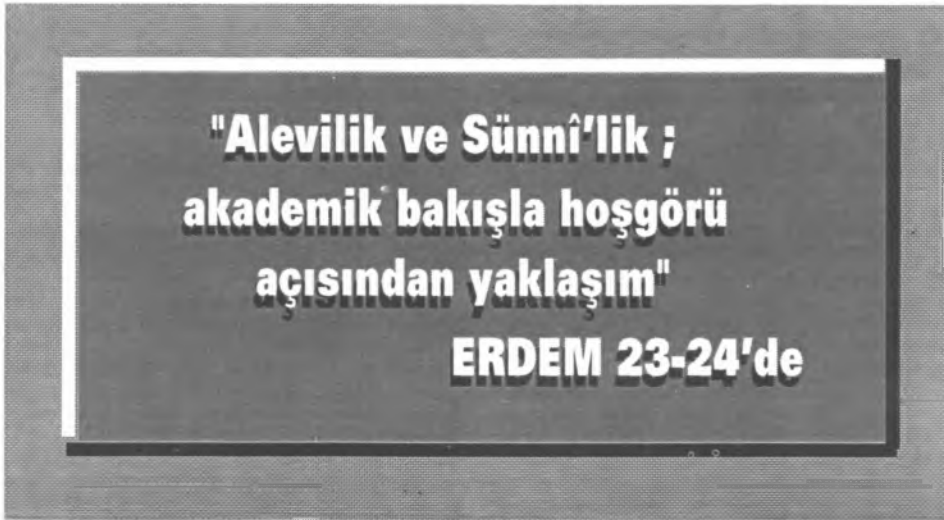 "Alevilik ve Sünnî'lik ;
akademik bakışla hoşgörü
açısından yaklaşım"
ERDEM 23-24'de